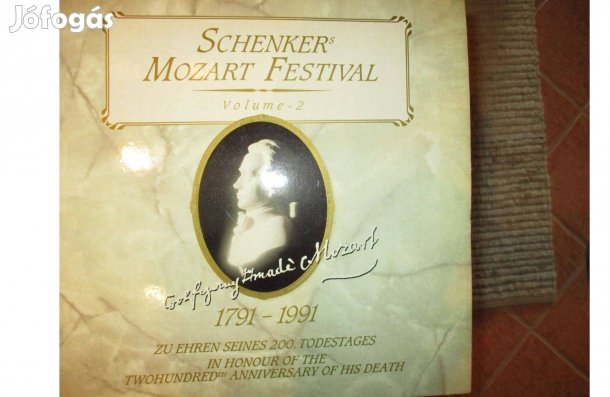 Jófogás
SCHENKERs
MOZART FESTIVAL
Volume - 2
Wolfgang Amadè Mozart
1791 - 1991
ZU EHREN SEINES 200. TODESTAGES
IN HONOUR OF THE
TWOHUNDREDTH ANNIVERSARY OF HIS DEATH